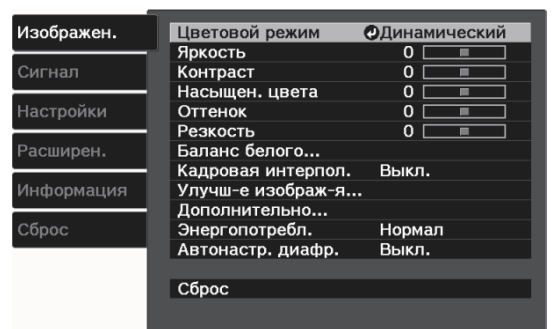 Изображен.
Сигнал
Настройки
Расширен.
Информация
Сброс
Цветовой режим Динамический
Яркость 0
Контраст 0
Насыщен. цвета 0
Оттенок 0
Резкость 0
Баланс белого...
Кадровая интерпол. Выкл.
Улучш-е изображ-я...
Дополнительно...
Энергопотребл. Нормал
Автонастр. диафр. Выкл.
Сброс